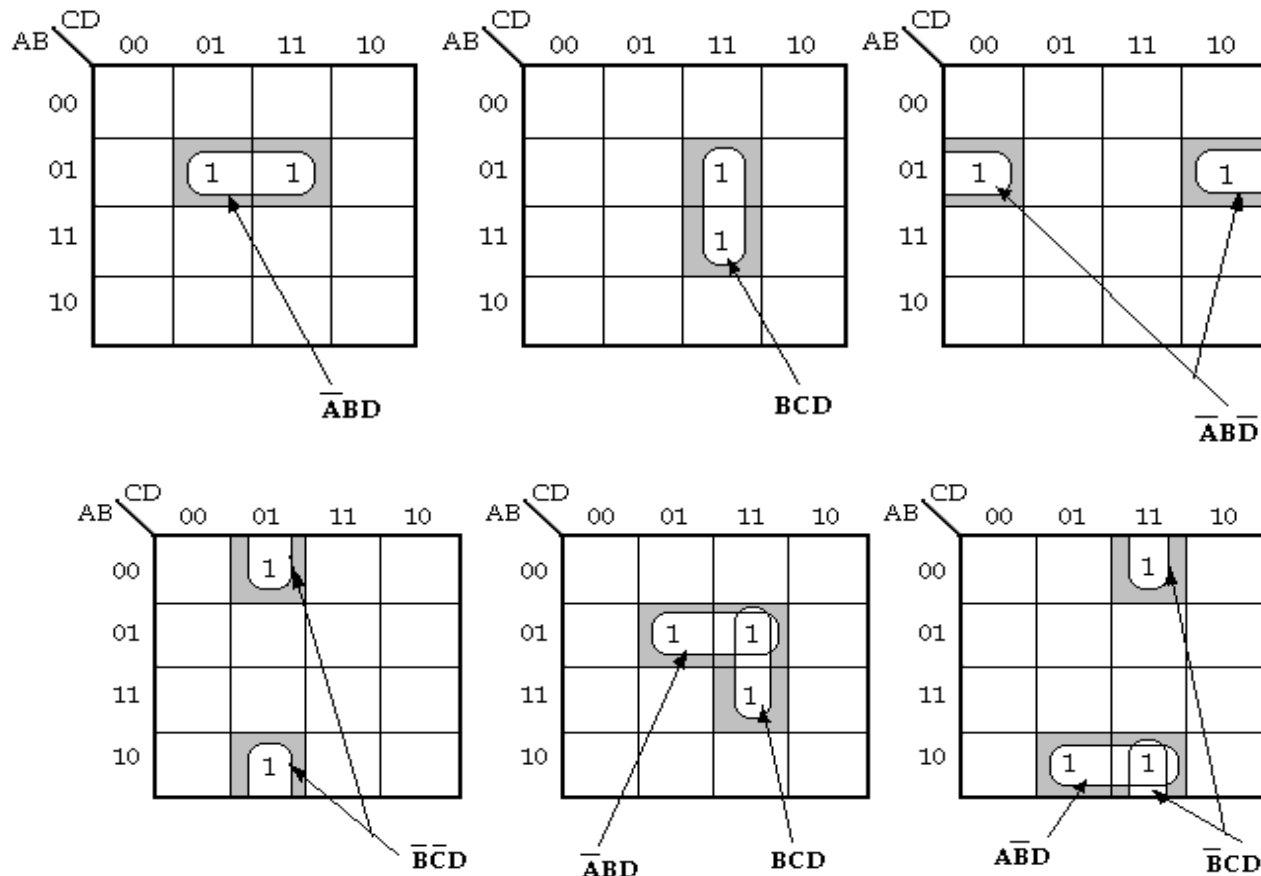 CD CD CD
AB 00 01 11 10 AB 00 01 11 10 AB 00 01 11 10
00 00 00
01 1 1 01 1 01 1 1
11 11 1 11
10 10 10
A̅BD BCD A̅BD̅
CD CD CD
AB 00 01 11 10 AB 00 01 11 10 AB 00 01 11 10
00 1 00 00 1
01 01 1 1 01
11 11 1 11
10 1 10 10 1 1
B̅C̅D A̅BD BCD AB̅D B̅CD